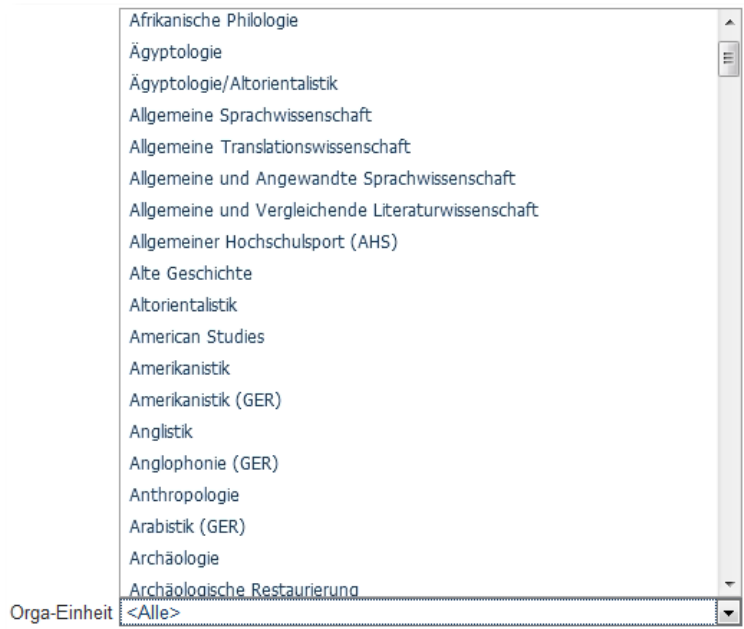 Afrikanische Philologie
Ägyptologie
Ägyptologie/Altorientalistik
Allgemeine Sprachwissenschaft
Allgemeine Translationswissenschaft
Allgemeine und Angewandte Sprachwissenschaft
Allgemeine und Vergleichende Literaturwissenschaft
Allgemeiner Hochschulsport (AHS)
Alte Geschichte
Altorientalistik
American Studies
Amerikanistik
Amerikanistik (GER)
Anglistik
Anglophonie (GER)
Anthropologie
Arabistik (GER)
Archäologie
Archäologische Restaurierung
Orga-Einheit <Alle>